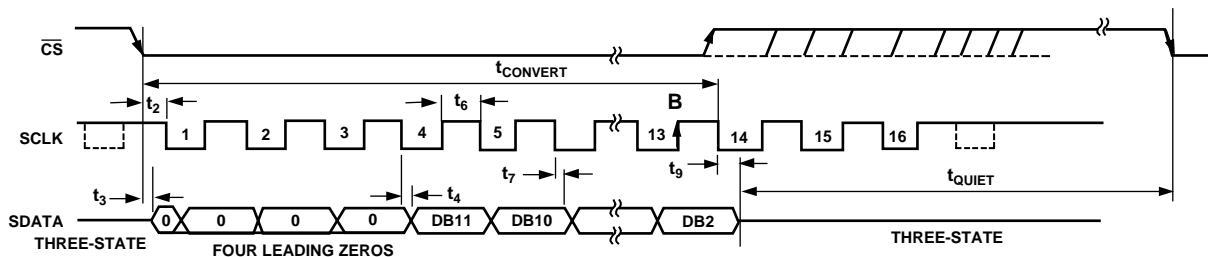 CS
tCONVERT
t2
t6
B
SCLK
1 2 3 4 5 13 14 15 16
t3
t4
t7
t9
tQUIET
SDATA
0 0 0 0 DB11 DB10 DB2
THREE-STATE
FOUR LEADING ZEROS
THREE-STATE